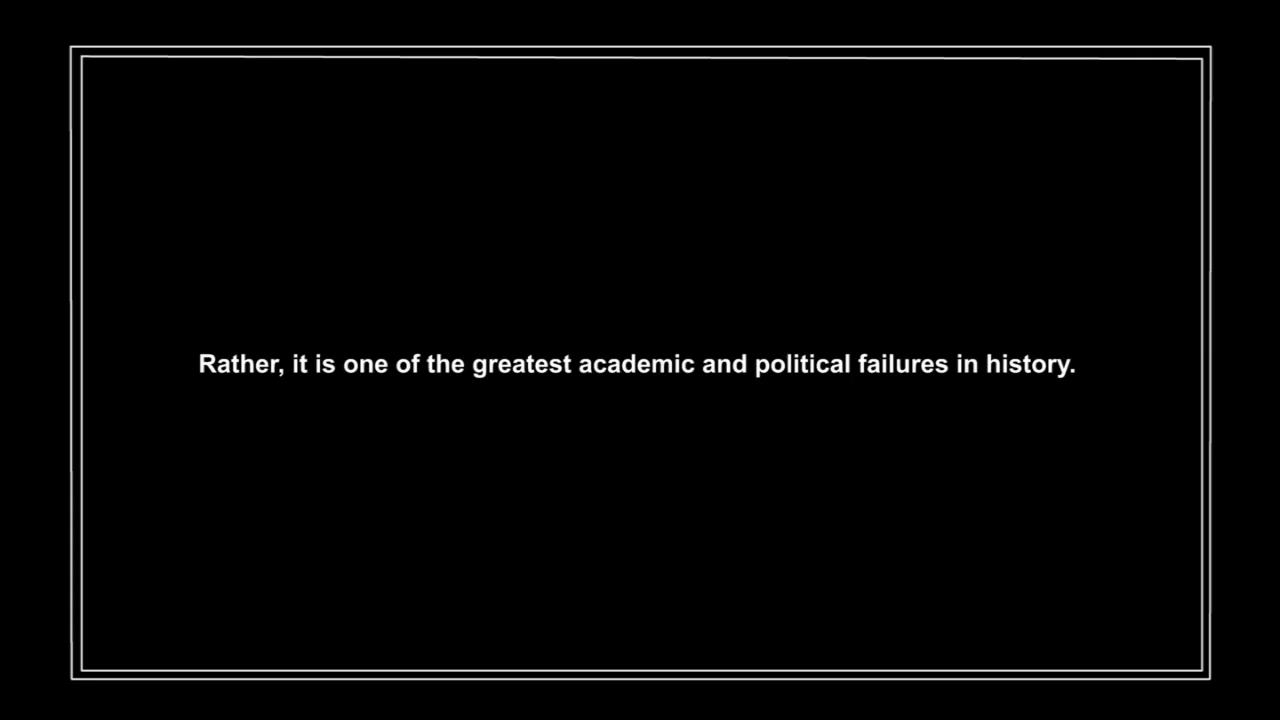 Rather, it is one of the greatest academic and political failures in history.